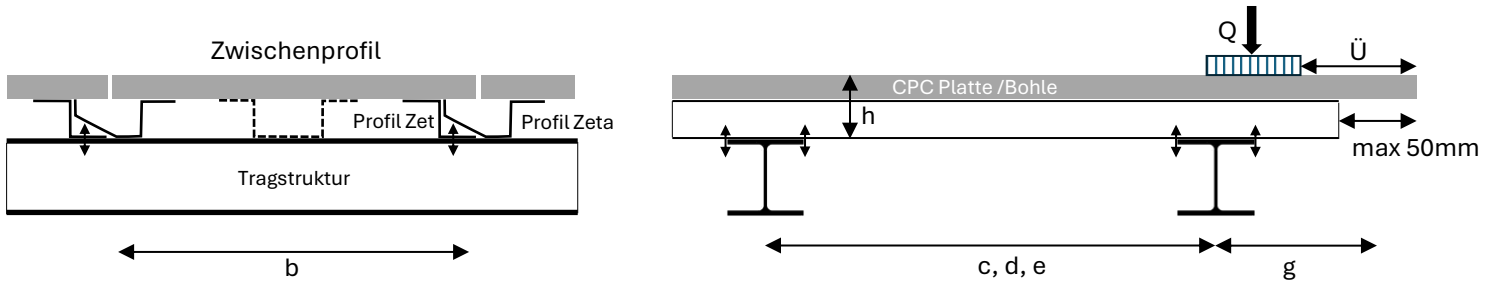 Zwischenprofil
Profil Zet
Profil Zeta
Tragstruktur
b
Q
Ü
CPC Platte /Bohle
h
max 50mm
c, d, e
g